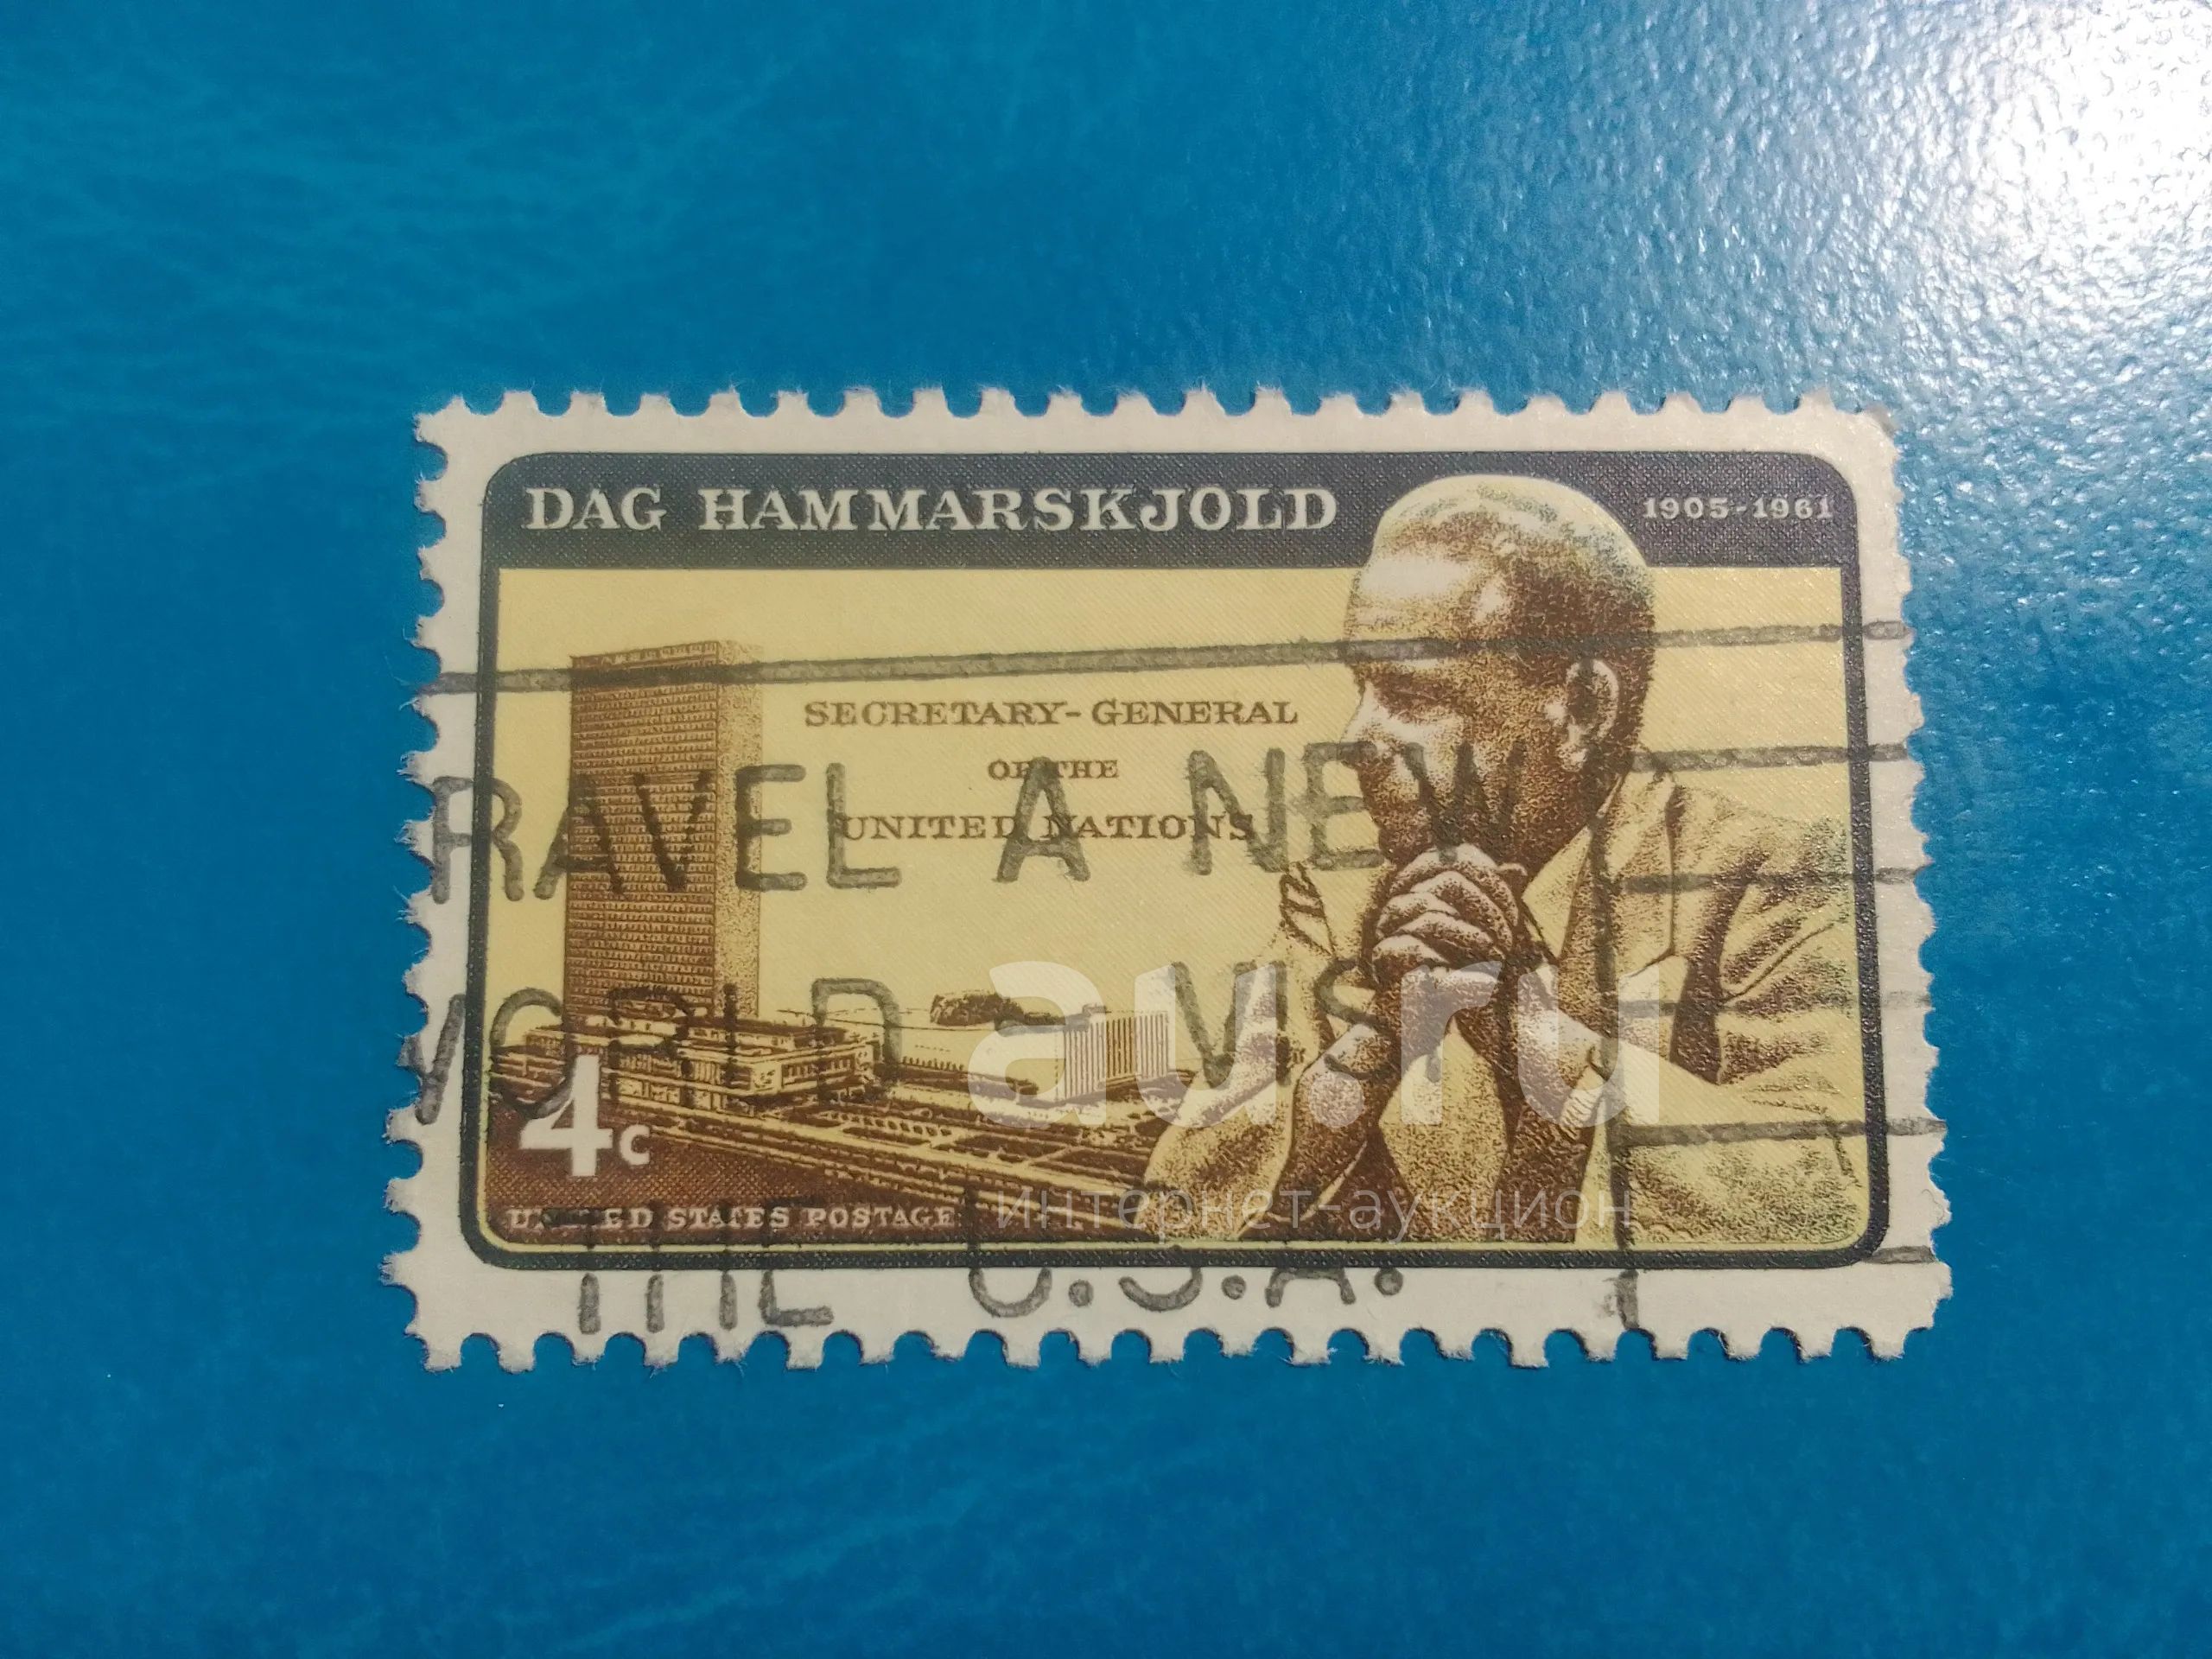 DAG HAMMARSKJOLD
1905-1961
SECRETARY-GENERAL
OF THE
UNITED NATIONS
RAVEL A NEW
WORLD - VISIT
4c
UNITED STATES POSTAGE
THE U.S.A.
au.ru
интернет-аукцион